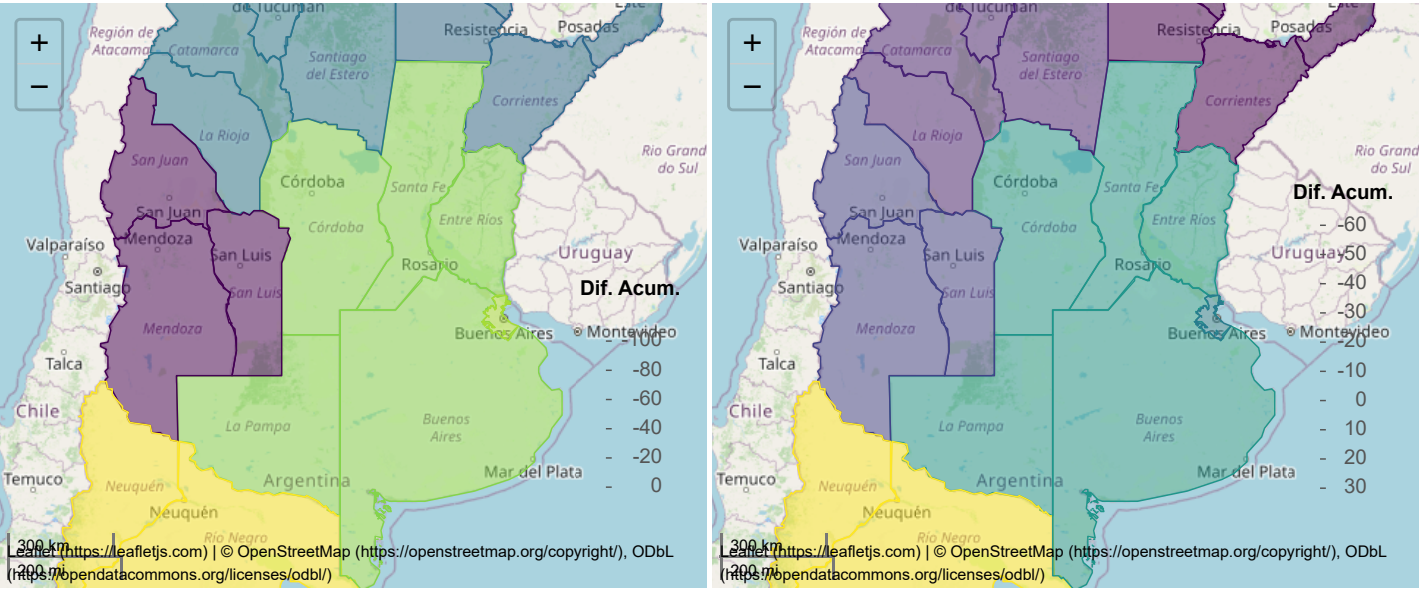 de Tucumán
Región de
Atacama
+
−
Catamarca
Santiago
del Estero
Resistencia
Posadas
Este
Corrientes
La Rioja
San Juan
Córdoba
Santa Fe
Rio Grand
do Sul
San Juan
Córdoba
Entre Ríos
Valparaíso
Mendoza
San Luis
Rosario
Uruguay
Santiago
San Luis
Dif. Acum.
Mendoza
Buenos Aires
Montevideo
-100
Talca
-80
-60
Chile
La Pampa
Buenos
Aires
-40
-20
Temuco
Neuquén
Argentina
Mar del Plata
0
Neuquén
Río Negro
300 km
200 mi
Leaflet (https://leafletjs.com) | © OpenStreetMap (https://openstreetmap.org/copyright/), ODbL
(https://opendatacommons.org/licenses/odbl/)
de Tucumán
Región de
Atacama
+
−
Catamarca
Santiago
del Estero
Resistencia
Posadas
Este
Corrientes
La Rioja
San Juan
Córdoba
Santa Fe
Rio Grand
do Sul
Dif. Acum.
San Juan
Córdoba
Entre Ríos
-60
Valparaíso
Mendoza
San Luis
Rosario
Uruguay
-50
Santiago
San Luis
-40
-30
Mendoza
Buenos Aires
Montevideo
-20
Talca
-10
0
Chile
La Pampa
Buenos
Aires
10
20
Temuco
Neuquén
Argentina
Mar del Plata
30
Neuquén
Río Negro
300 km
200 mi
Leaflet (https://leafletjs.com) | © OpenStreetMap (https://openstreetmap.org/copyright/), ODbL
(https://opendatacommons.org/licenses/odbl/)